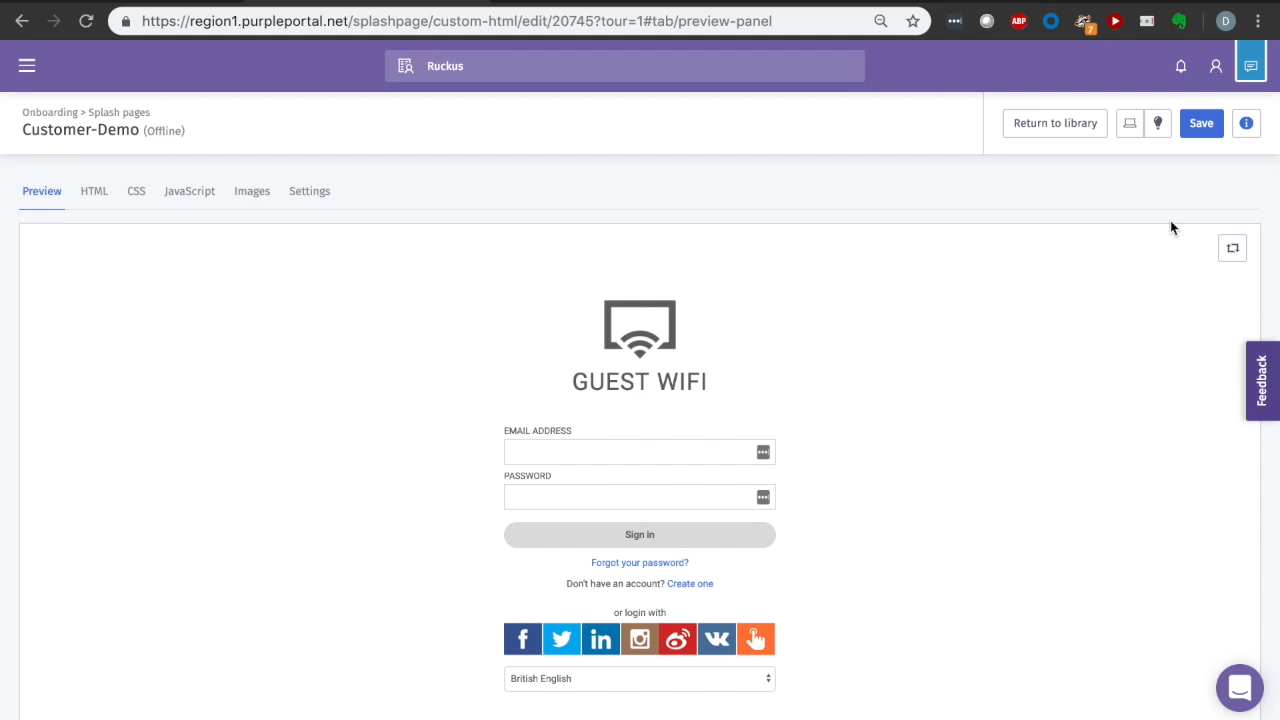 https://region1.purpleportal.net/splashpage/custom-html/edit/20745?tour=1#tab/preview-panel
ABP
7
D
Ruckus
Onboarding > Splash pages
Customer-Demo (Offline)
Return to library
Save
Preview
HTML
CSS
JavaScript
Images
Settings
GUEST WIFI
EMAIL ADDRESS
PASSWORD
Sign in
Forgot your password?
Don't have an account? Create one
or login with
British English
Feedback